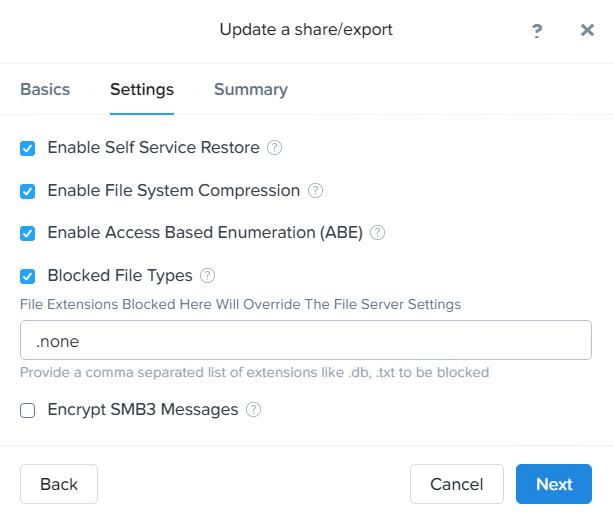 Update a share/export ? ×
Basics Settings Summary
Enable Self Service Restore ?
Enable File System Compression ?
Enable Access Based Enumeration (ABE) ?
Blocked File Types ?
File Extensions Blocked Here Will Override The File Server Settings
.none
Provide a comma separated list of extensions like .db, .txt to be blocked
Encrypt SMB3 Messages ?
Back Cancel Next